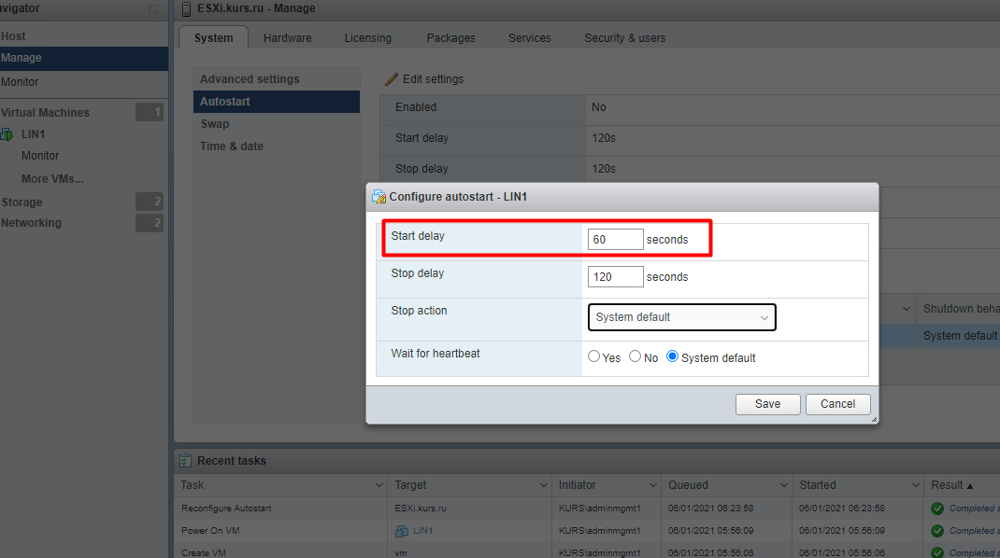 avigator
ESXi.kurs.ru - Manage
Host
Manage
Monitor
Virtual Machines 1
LIN1
Monitor
More VMs...
Storage 2
Networking 2
System Hardware Licensing Packages Services Security & users
Advanced settings
Autostart
Swap
Time & date
Edit settings
Enabled No
Start delay 120s
Stop delay 120s
Shutdown beha
System default
Configure autostart - LIN1
Start delay 60 seconds
Stop delay 120 seconds
Stop action System default
Wait for heartbeat Yes No System default
Save Cancel
Recent tasks
Task Target Initiator Queued Started Result ▲
Reconfigure Autostart ESXi.kurs.ru KURS\adminmgmt1 06/01/2021 06:23:58 06/01/2021 06:23:58 Completed s
Power On VM LIN1 KURS\adminmgmt1 06/01/2021 05:56:09 06/01/2021 05:56:09 Completed s
Create VM vm KURS\adminmgmt1 06/01/2021 05:56:06 06/01/2021 05:56:06 Completed s